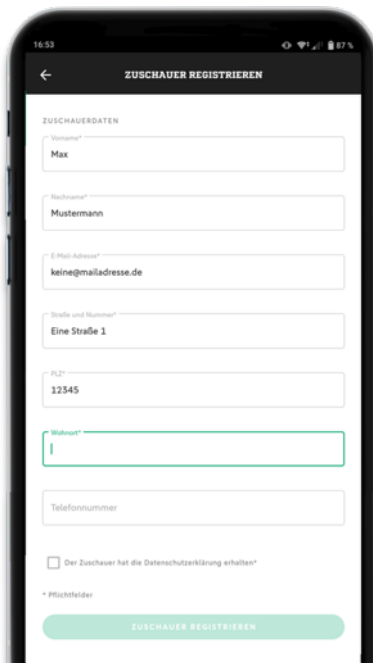 16:53
87 %
ZUSCHAUER REGISTRIEREN
ZUSCHAUERDATEN
Vorname*
Max
Nachname*
Mustermann
E-Mail-Adresse*
keine@mailadresse.de
Straße und Nummer*
Eine Straße 1
PLZ*
12345
Wohnort*
Telefonnummer
Der Zuschauer hat die Datenschutzerklärung erhalten*
* Pflichtfelder
ZUSCHAUER REGISTRIEREN